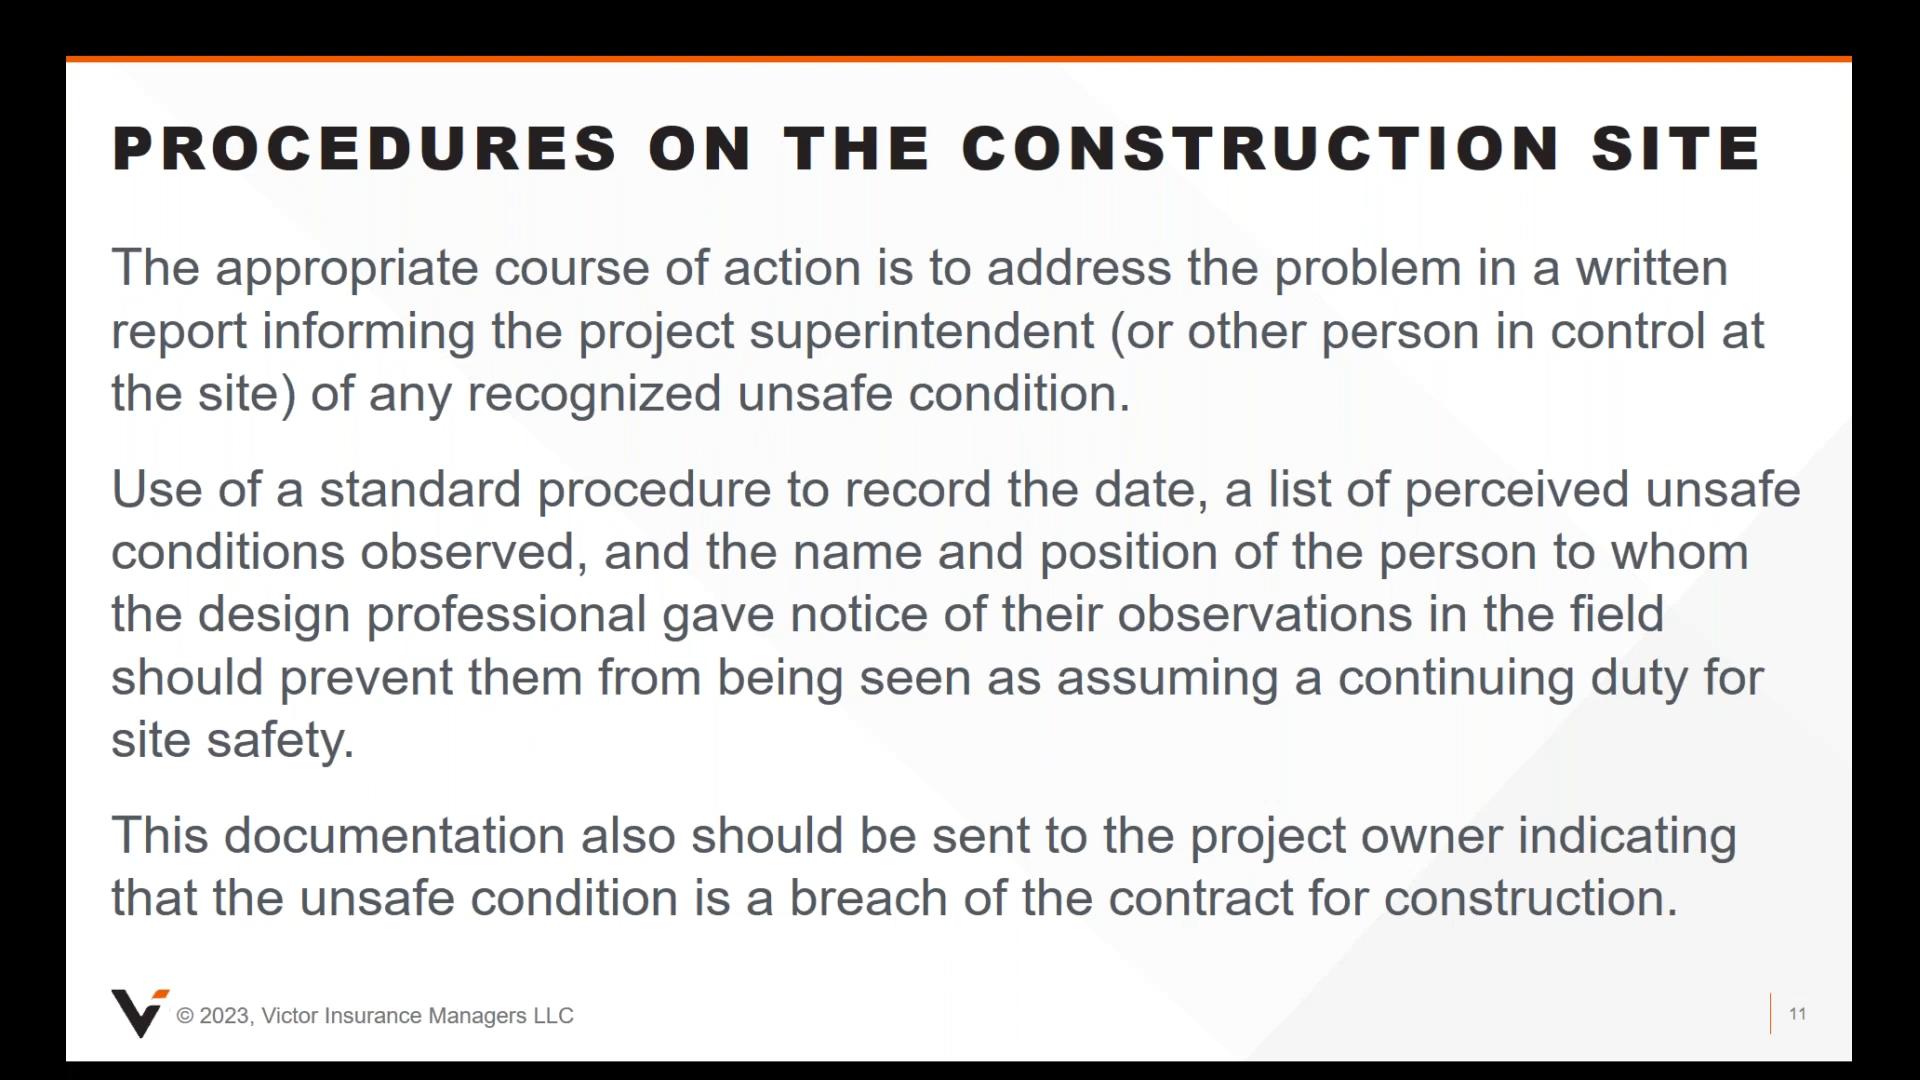 PROCEDURES ON THE CONSTRUCTION SITE
The appropriate course of action is to address the problem in a written
report informing the project superintendent (or other person in control at
the site) of any recognized unsafe condition.
Use of a standard procedure to record the date, a list of perceived unsafe
conditions observed, and the name and position of the person to whom
the design professional gave notice of their observations in the field
should prevent them from being seen as assuming a continuing duty for
site safety.
This documentation also should be sent to the project owner indicating
that the unsafe condition is a breach of the contract for construction.
© 2023, Victor Insurance Managers LLC
11